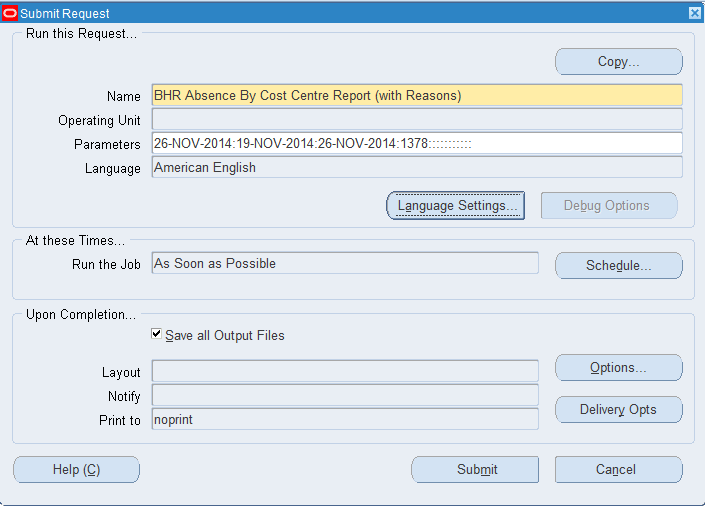 Submit Request
Run this Request...
Copy...
Name BHR Absence By Cost Centre Report (with Reasons)
Operating Unit
Parameters 26-NOV-2014:19-NOV-2014:26-NOV-2014:1378:::::::::::
Language American English
Language Settings... Debug Options
At these Times...
Run the Job As Soon as Possible Schedule...
Upon Completion...
Save all Output Files
Layout Options...
Notify
Print to noprint Delivery Opts
Help (C) Submit Cancel